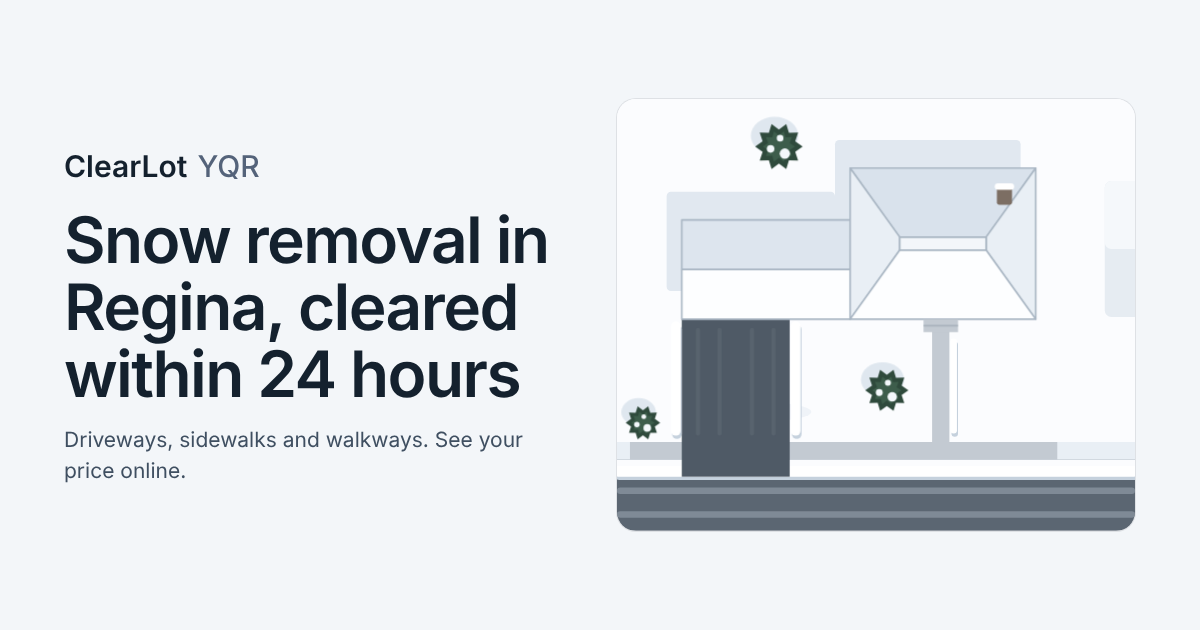 ClearLot YQR
Snow removal in
Regina, cleared
within 24 hours
Driveways, sidewalks and walkways. See your
price online.